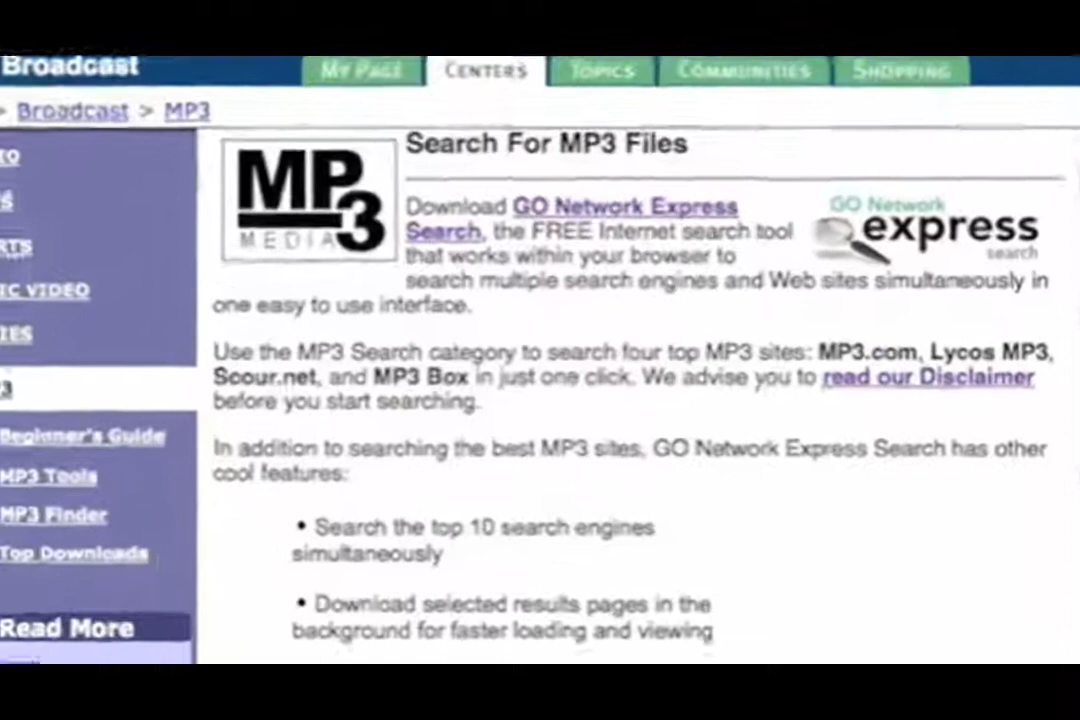 Broadcast
MY PAGE CENTERS TOPICS COMMUNITIES SHOPPING
> Broadcast > MP3
Search For MP3 Files
MP3
MEDIA
Download GO Network Express
Search, the FREE Internet search tool
that works within your browser to
search multiple search engines and Web sites simultaneously in
one easy to use interface.
GO Network
express
search
Use the MP3 Search category to search four top MP3 sites: MP3.com, Lycos MP3,
Scour.net, and MP3 Box in just one click. We advise you to read our Disclaimer
before you start searching.
In addition to searching the best MP3 sites, GO Network Express Search has other
cool features:
• Search the top 10 search engines
simultaneously
• Download selected results pages in the
background for faster loading and viewing
IC VIDEO
Beginner's Guide
MP3 Tools
MP3 Finder
Top Downloads
Read More